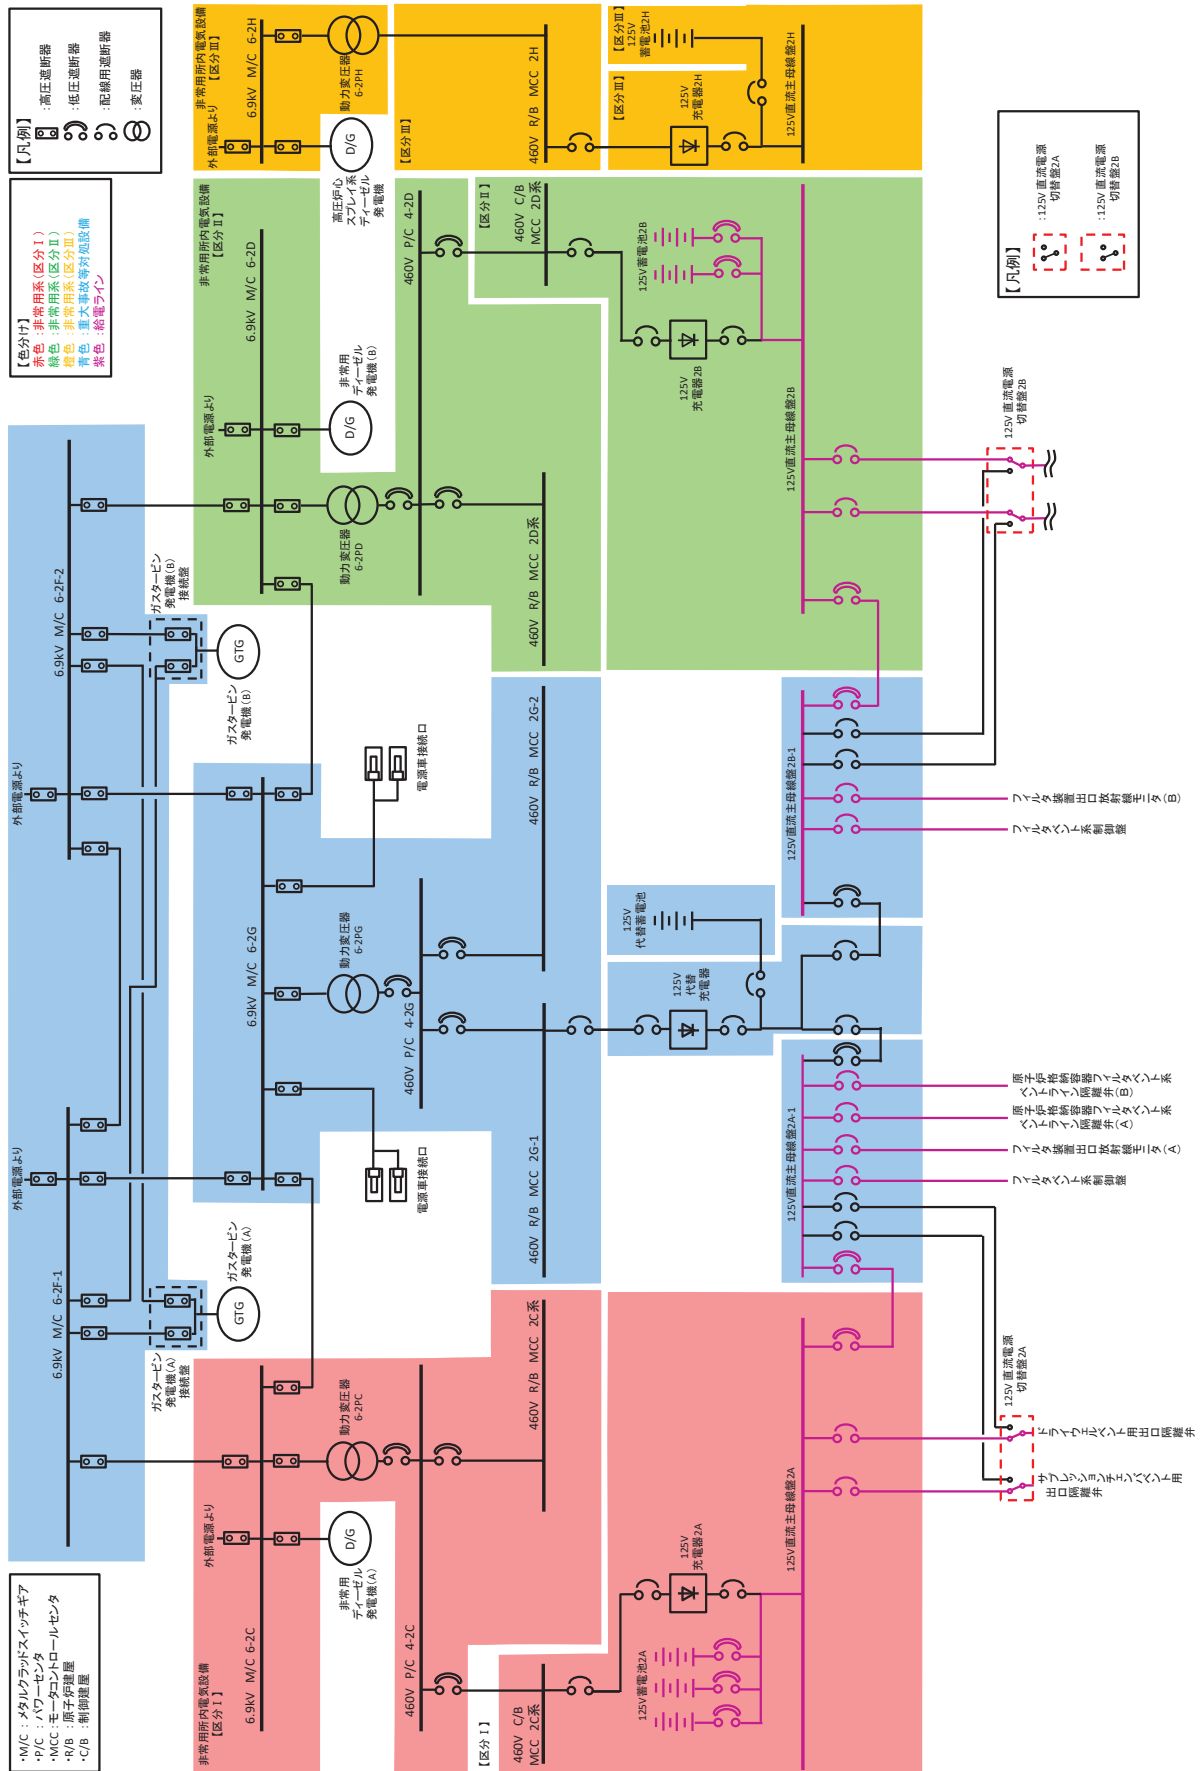 ・M/C ：メタルクラッドスイッチギア
・P/C ：パワーセンタ
・MCC：モータコントロールセンタ
・R/B ：原子炉建屋
・C/B ：制御建屋
【色分け】
赤色 ：非常用系(区分Ⅰ)
緑色 ：非常用系(区分Ⅱ)
橙色 ：非常用系(区分Ⅲ)
青色 ：重大事故等対処設備
紫色 ：給電ライン
【凡例】
：高圧遮断器
：低圧遮断器
：配線用遮断器
：変圧器
6.9kV M/C 6-2F-1
外部電源より
6.9kV M/C 6-2F-2
外部電源より
ガスタービン
発電機(A)
接続盤
GTG
ガスタービン
発電機(A)
ガスタービン
発電機(B)
接続盤
GTG
ガスタービン
発電機(B)
非常用所内電気設備
【区分Ⅰ】
外部電源より
6.9kV M/C 6-2C
D/G
非常用
ディーゼル
発電機(A)
動力変圧器
6-2PC
460V P/C 4-2C
【区分Ⅰ】
460V C/B
MCC 2C系
460V R/B MCC 2C系
6.9kV M/C 6-2G
電源車接続口
電源車接続口
動力変圧器
6-2PG
460V P/C 4-2G
460V R/B MCC 2G-1
460V R/B MCC 2G-2
非常用所内電気設備
【区分Ⅱ】
外部電源より
6.9kV M/C 6-2D
D/G
非常用
ディーゼル
発電機(B)
動力変圧器
6-2PD
460V P/C 4-2D
【区分Ⅱ】
460V C/B
MCC 2D系
460V R/B MCC 2D系
非常用所内電気設備
【区分Ⅲ】
外部電源より
6.9kV M/C 6-2H
D/G
高圧炉心
スプレイ系
ディーゼル
発電機
動力変圧器
6-2PH
【区分Ⅲ】
460V R/B MCC 2H
【区分Ⅲ】
125V
充電器2H
【区分Ⅲ】
125V
蓄電池2H
125V直流主母線盤2H
125V蓄電池2A
125V
充電器2A
125V直流主母線盤2A
125V
代替
充電器
125V
代替蓄電池
125V直流主母線盤2A-1
125V直流主母線盤2B-1
125V
充電器2B
125V蓄電池2B
125V直流主母線盤2B
125V 直流電源
切替盤2A
サプレッションチェンバベント用
出口隔離弁
ドライウェルベント用出口隔離弁
フィルタベント系制御盤
フィルタ装置出口放射線モニタ(A)
原子炉格納容器フィルタベント系
ベントライン隔離弁(A)
原子炉格納容器フィルタベント系
ベントライン隔離弁(B)
フィルタベント系制御盤
フィルタ装置出口放射線モニタ(B)
125V 直流電源
切替盤2B
【凡例】
：125V 直流電源
切替盤2A
：125V 直流電源
切替盤2B